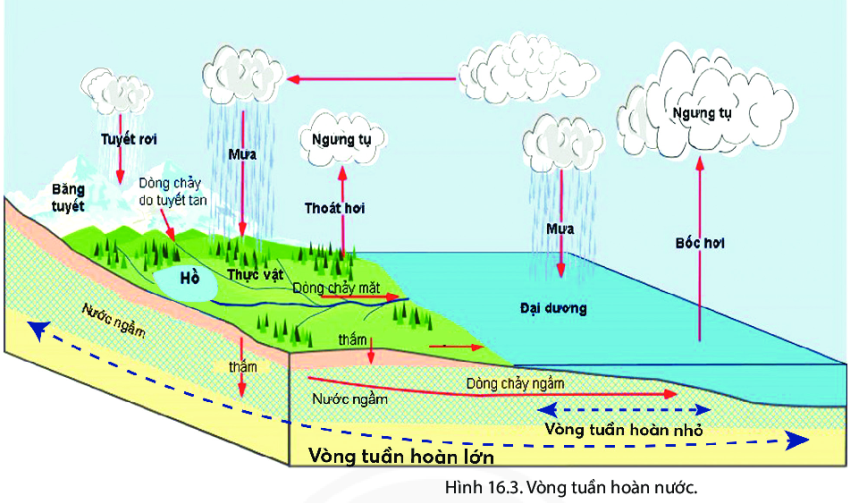 Ngưng tụ
Tuyết rơi
Mưa
Ngưng tụ
Băng
tuyết
Dòng chảy
do tuyết tan
Thoát hơi
Mưa
Bốc hơi
Hồ
Thực vật
Dòng chảy mặt
Đại dương
Nước ngầm
thấm
thấm
Dòng chảy ngầm
Nước ngầm
Vòng tuần hoàn nhỏ
Vòng tuần hoàn lớn
Hình 16.3. Vòng tuần hoàn nước.